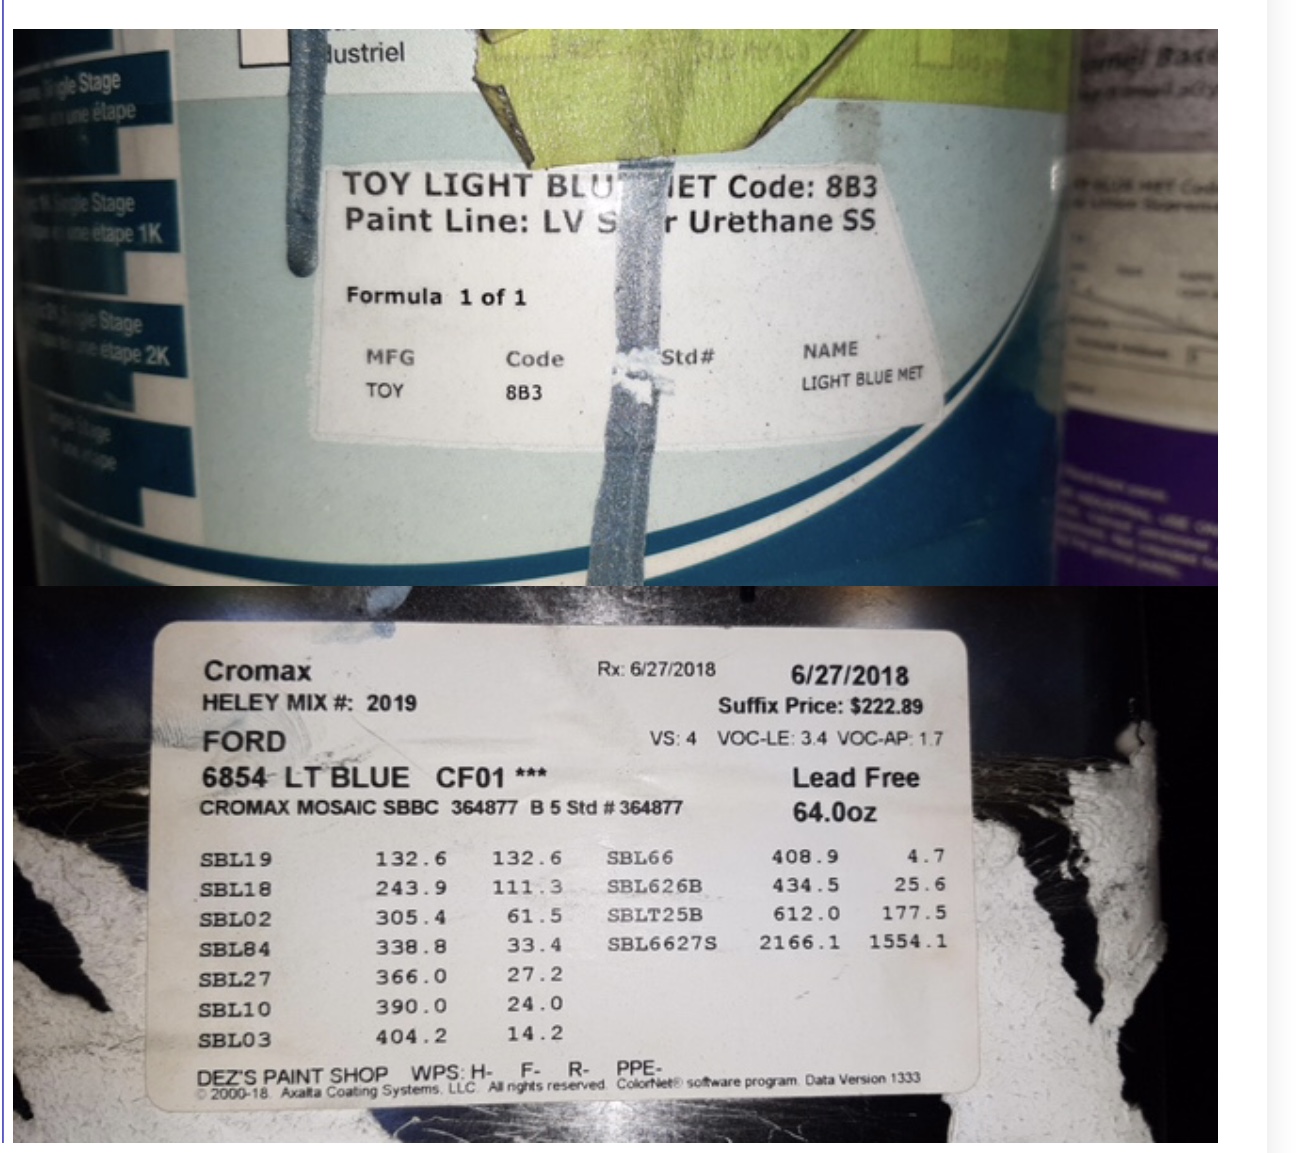 dustriel
Single Stage
en une étape
Single Stage
une étape 1K
Single Stage
une étape 2K
TOY LIGHT BLU MET Code: 8B3
Paint Line: LV S r Urethane SS
Formula 1 of 1
MFG Code Std# NAME
TOY 8B3 LIGHT BLUE MET
Cromax Rx: 6/27/2018 6/27/2018
HELEY MIX #: 2019 Suffix Price: $222.89
FORD VS: 4 VOC-LE: 3.4 VOC-AP: 1.7
6854 LT BLUE CF01 *** Lead Free
CROMAX MOSAIC SBBC 364877 B 5 Std # 364877 64.0oz
SBL19 132.6 132.6 SBL66 408.9 4.7
SBL18 243.9 111.3 SBL626B 434.5 25.6
SBL02 305.4 61.5 SBLT25B 612.0 177.5
SBL84 338.8 33.4 SBL6627S 2166.1 1554.1
SBL27 366.0 27.2
SBL10 390.0 24.0
SBL03 404.2 14.2
DEZ'S PAINT SHOP WPS: H- F- R- PPE-
© 2000-18. Axalta Coating Systems, LLC. All rights reserved. ColorNet® software program. Data Version 1333